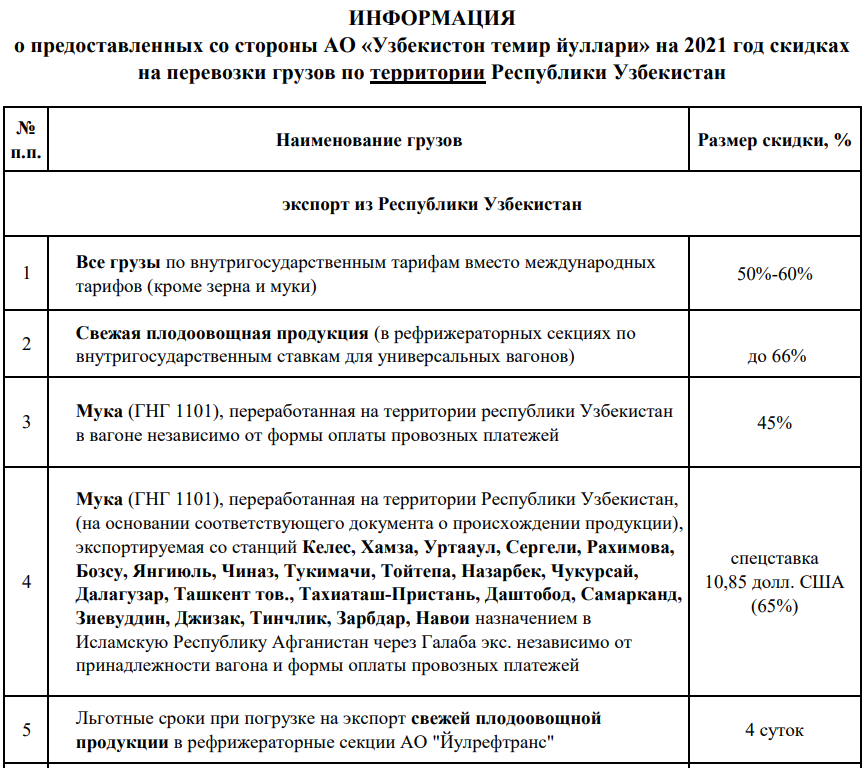 ИНФОРМАЦИЯ
о предоставленных со стороны АО «Узбекистон темир йуллари» на 2021 год скидках
на перевозки грузов по территории Республики Узбекистан
№
п.п.
Наименование грузов
Размер скидки, %
экспорт из Республики Узбекистан
1
Все грузы по внутригосударственным тарифам вместо международных
тарифов (кроме зерна и муки)
50%-60%
2
Свежая плодоовощная продукция (в рефрижераторных секциях по
внутригосударственным ставкам для универсальных вагонов)
до 66%
3
Мука (ГНГ 1101), переработанная на территории республики Узбекистан
в вагоне независимо от формы оплаты провозных платежей
45%
4
Мука (ГНГ 1101), переработанная на территории Республики Узбекистан,
(на основании соответствующего документа о происхождении продукции),
экспортируемая со станций Келес, Хамза, Уртааул, Сергели, Рахимова,
Бозсу, Янгиюль, Чиназ, Тукимачи, Тойтепа, Назарбек, Чукурсай,
Далагузар, Ташкент тов., Тахиаташ-Пристань, Даштобод, Самарканд,
Зиевуддин, Джизак, Тинчлик, Зарбдар, Навои назначением в
Исламскую Республику Афганистан через Галаба экс. независимо от
принадлежности вагона и формы оплаты провозных платежей
спецставка
10,85 долл. США
(65%)
5
Льготные сроки при погрузке на экспорт свежей плодоовощной
продукции в рефрижераторные секции АО "Йулрефтранс"
4 суток